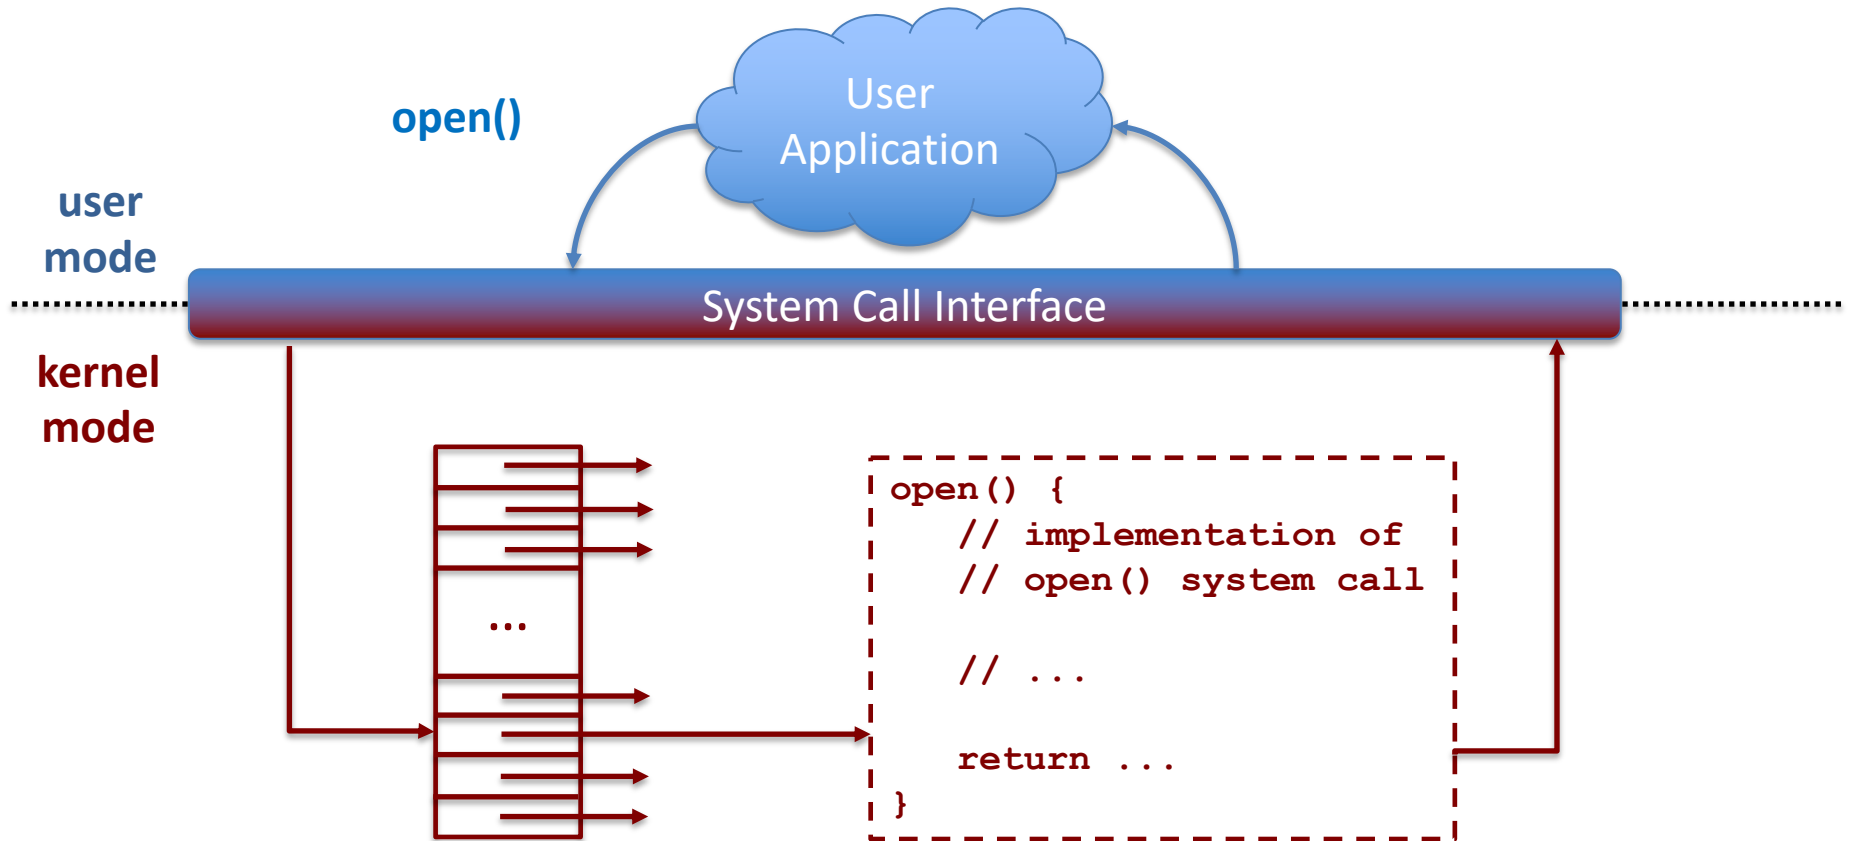 User
Application
open()
user
mode
System Call Interface
kernel
mode
...
open() {
    // implementation of
    // open() system call
    // ...
    return ...
}